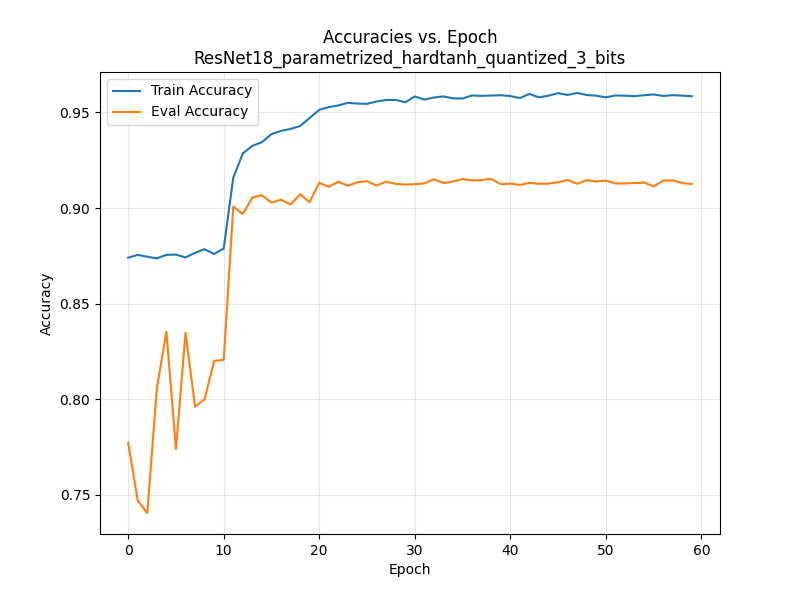 Accuracies vs. Epoch
ResNet18_parametrized_hardtanh_quantized_3_bits
Train Accuracy
Eval Accuracy
Accuracy
0.95
0.90
0.85
0.80
0.75
0 10 20 30 40 50 60
Epoch